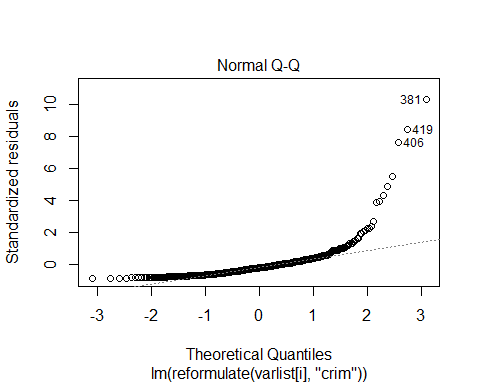 Normal Q-Q
Standardized residuals
10
8
6
4
2
0
381
419
406
-3 -2 -1 0 1 2 3
Theoretical Quantiles
lm(reformulate(varlist[i], "crim"))